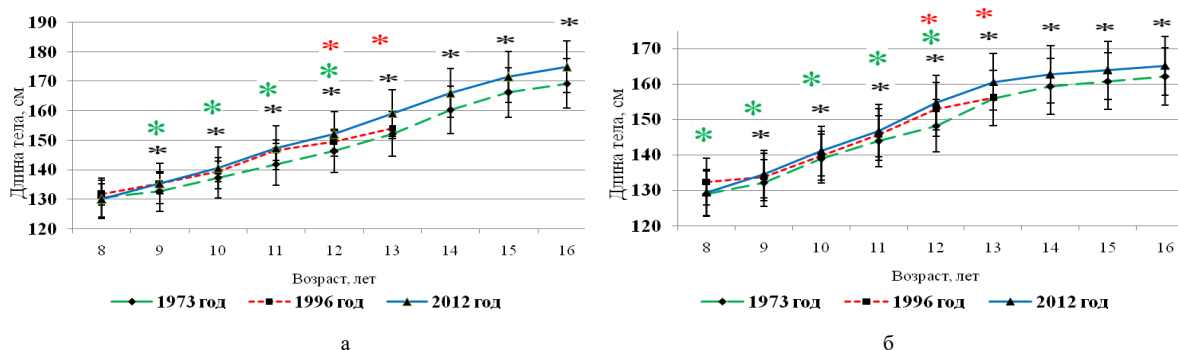 а
Длина тела, см
190
180
170
160
150
140
130
120
* *
* * * * *
* * * * * * * *
8 9 10 11 12 13 14 15 16
Возраст, лет
1973 год 1996 год 2012 год
а
б
Длина тела, см
170
160
150
140
130
120
* *
* * * * *
* * * * * * * *
8 9 10 11 12 13 14 15 16
Возраст, лет
1973 год 1996 год 2012 год
б